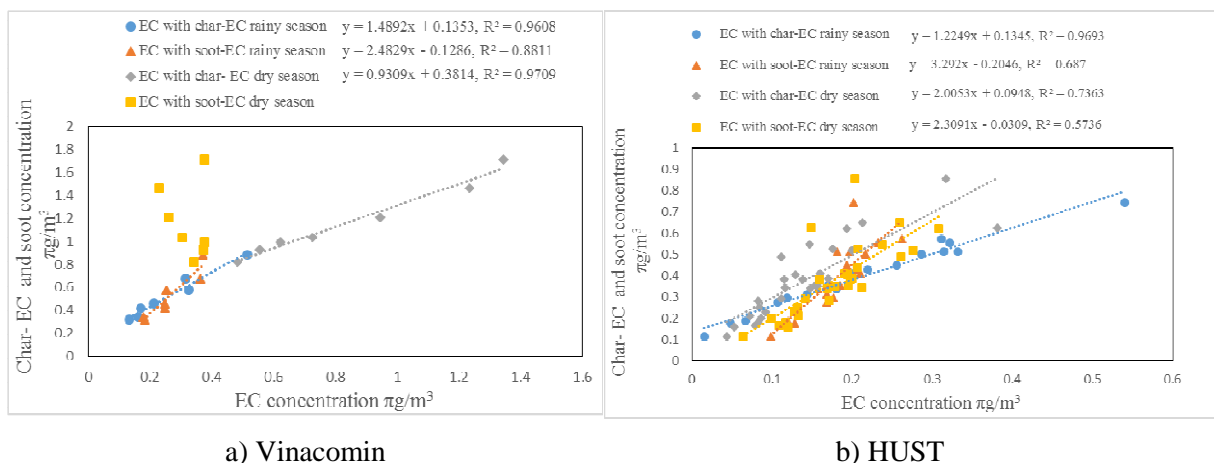 EC with char-EC rainy season y = 1.4892x + 0.1353, R² = 0.9608
EC with soot-EC rainy season y – 2.4829x - 0.1286, R² – 0.8811
EC with char- EC dry season y = 0.9309x + 0.3814, R² = 0.9709
EC with soot-EC dry season
Char- EC and soot concentration
πg/m³
2
1.8
1.6
1.4
1.2
1
0.8
0.6
0.4
0.2
0
0 0.2 0.4 0.6 0.8 1 1.2 1.4 1.6
EC concentration πg/m³
a) Vinacomin
EC with char-EC rainy season y – 1.2249x + 0.1345, R² – 0.9693
EC with soot-EC rainy season y – 3.292x - 0.2046, R² – 0.687
EC with char-EC dry season y – 2.0053x + 0.0948, R² – 0.7363
EC with soot-EC dry season y = 2.3091x - 0.0309, R² = 0.5736
Char- EC and soot concentration
πg/m³
1
0.9
0.8
0.7
0.6
0.5
0.4
0.3
0.2
0.1
0
0 0.1 0.2 0.3 0.4 0.5 0.6
EC concentration πg/m³
b) HUST